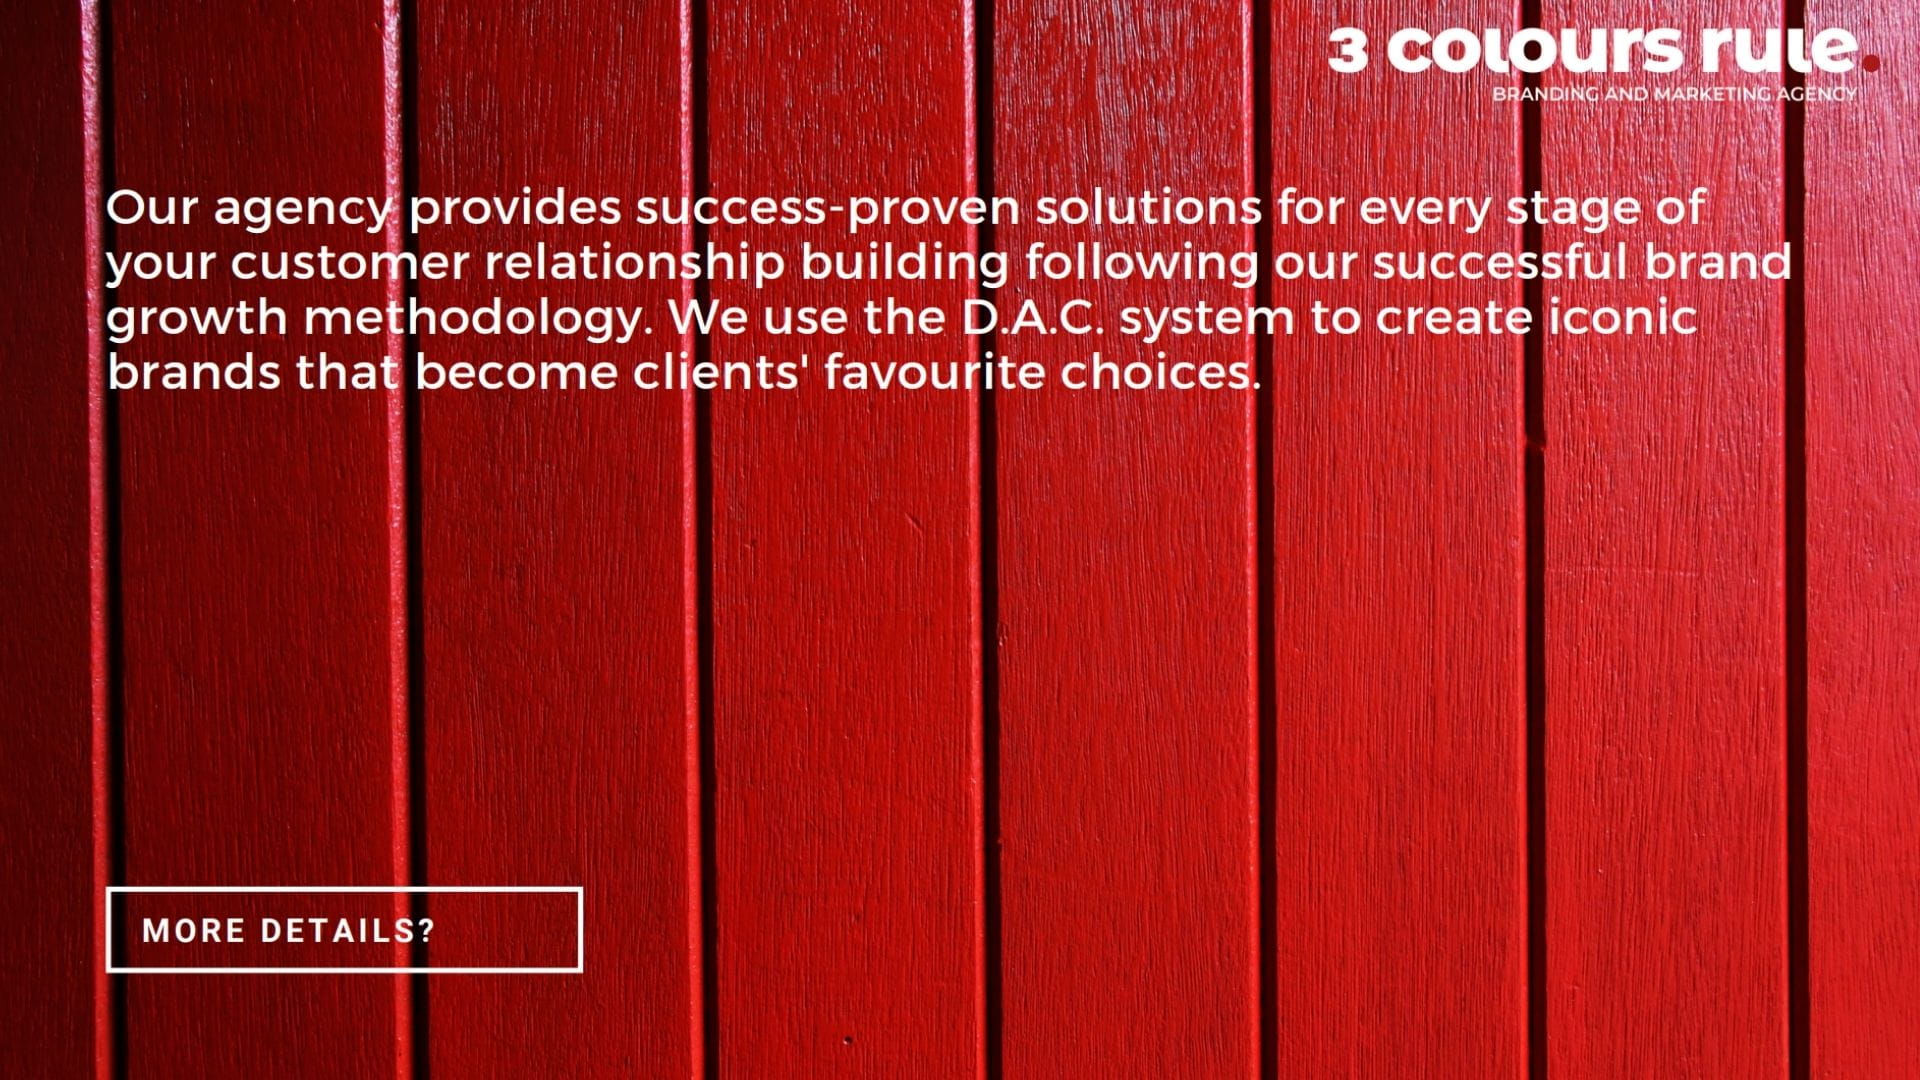 3 colours rule.
BRANDING AND MARKETING AGENCY
Our agency provides success-proven solutions for every stage of
your customer relationship building following our successful brand
growth methodology. We use the D.A.C. system to create iconic
brands that become clients' favourite choices.
MORE DETAILS?